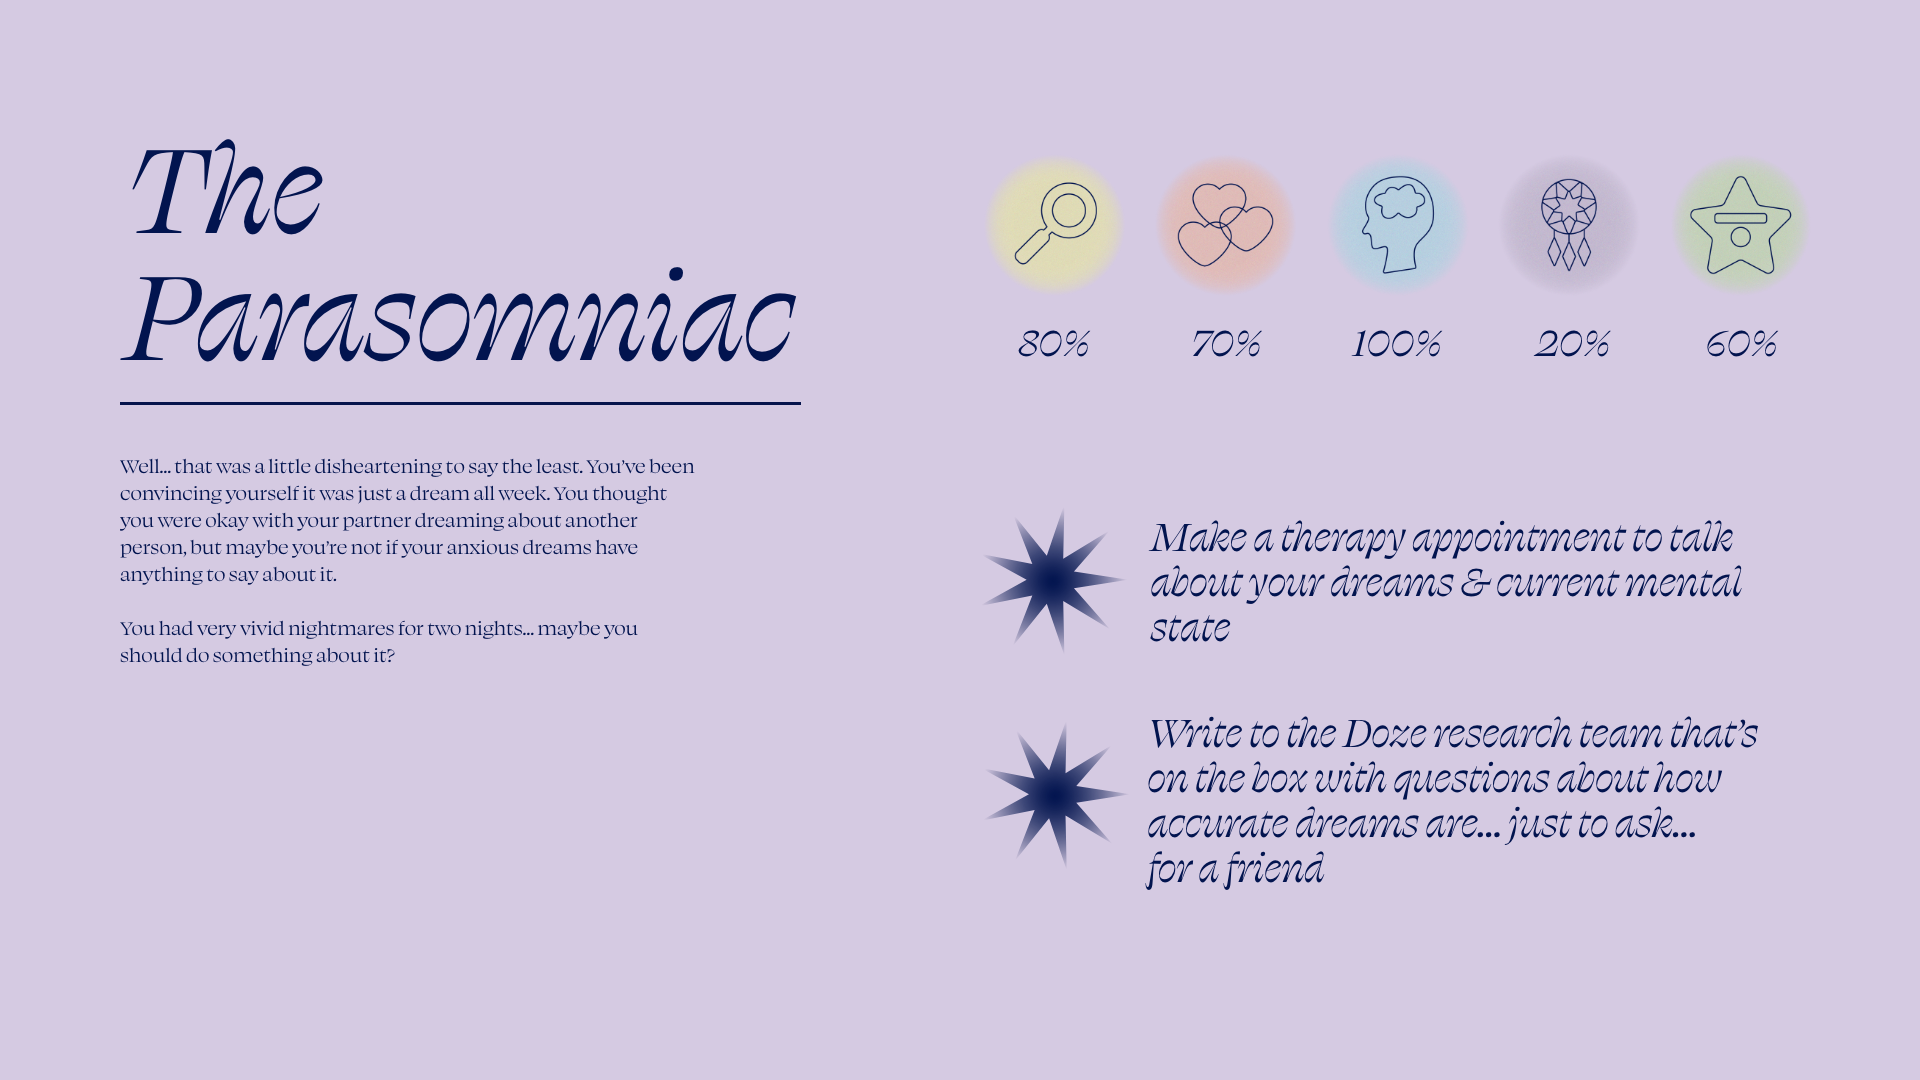 The
Parasomniac
Well... that was a little disheartening to say the least. You've been
convincing yourself it was just a dream all week. You thought
you were okay with your partner dreaming about another
person, but maybe you're not if your anxious dreams have
anything to say about it.
You had very vivid nightmares for two nights... maybe you
should do something about it?
80% 70% 100% 20% 60%
Make a therapy appointment to talk
about your dreams & current mental
state
Write to the Doze research team that's
on the box with questions about how
accurate dreams are... just to ask...
for a friend